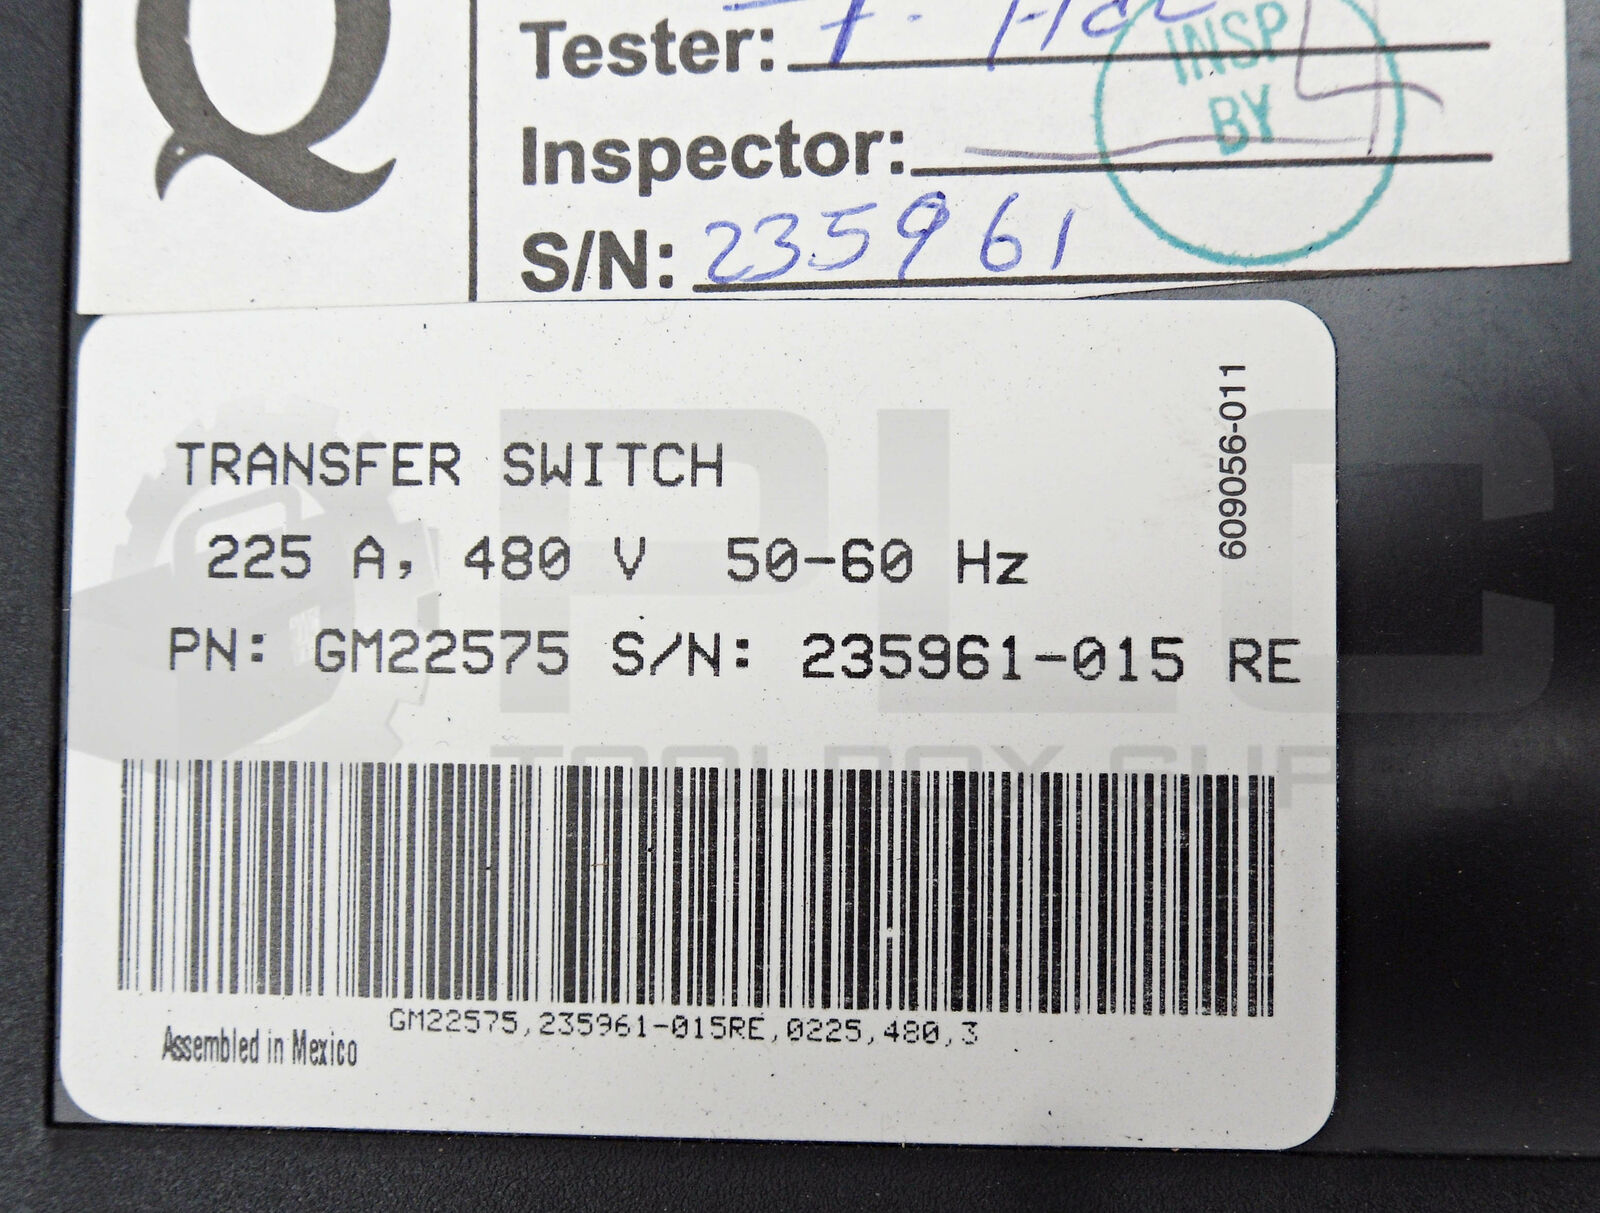 Q
Tester:
INSP
BY
Inspector:
S/N: 235961
609056-011
TRANSFER SWITCH
225 A, 480 V 50-60 Hz
PN: GM22575 S/N: 235961-015 RE
PLC
GM22575,235961-015RE,0225,480,3
Assembled in Mexico